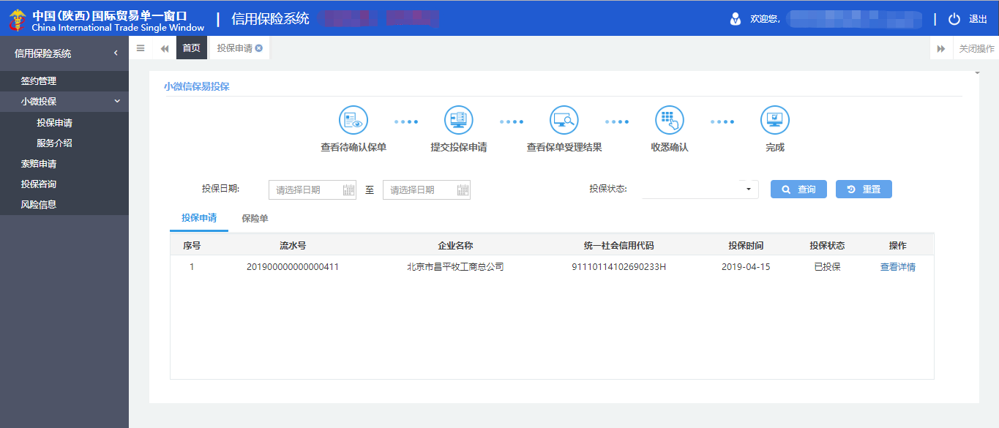 中国(陕西)国际贸易单一窗口
China International Trade Single Window
信用保险系统
欢迎您,
退出
信用保险系统
首页
投保申请
关闭操作
签约管理
小微投保
投保申请
服务介绍
索赔申请
投保咨询
风险信息
小微信保易投保
查看待确认保单 提交投保申请 查看保单受理结果 收悉确认 完成
投保日期: 请选择日期 至 请选择日期 投保状态: 查询 重置
投保申请 保险单
序号 流水号 企业名称 统一社会信用代码 投保时间 投保状态 操作
1 201900000000000411 北京市昌平牧工商总公司 91110114102690233H 2019-04-15 已投保 查看详情